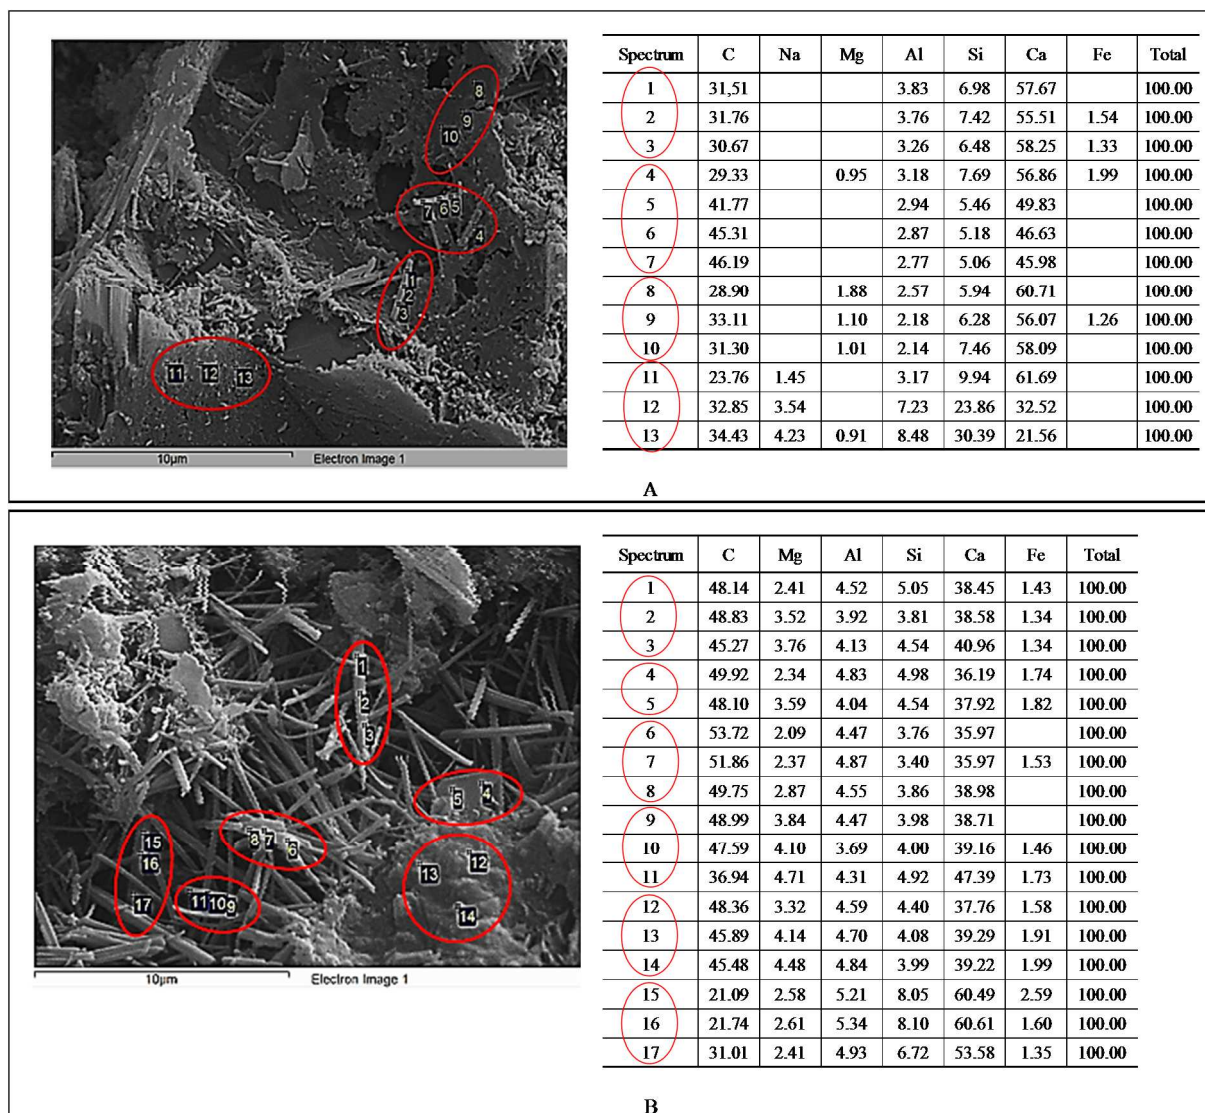 Spectrum C Na Mg Al Si Ca Fe Total
1 31,51 3.83 6.98 57.67 100.00
2 31.76 3.76 7.42 55.51 1.54 100.00
3 30.67 3.26 6.48 58.25 1.33 100.00
4 29.33 0.95 3.18 7.69 56.86 1.99 100.00
5 41.77 2.94 5.46 49.83 100.00
6 45.31 2.87 5.18 46.63 100.00
7 46.19 2.77 5.06 45.98 100.00
8 28.90 1.88 2.57 5.94 60.71 100.00
9 33.11 1.10 2.18 6.28 56.07 1.26 100.00
10 31.30 1.01 2.14 7.46 58.09 100.00
11 23.76 1.45 3.17 9.94 61.69 100.00
12 32.85 3.54 7.23 23.86 32.52 100.00
13 34.43 4.23 0.91 8.48 30.39 21.56 100.00
8
9
10
7 6 5
4
1
2
3
11 12 13
10µm Electron Image 1
A
Spectrum C Mg Al Si Ca Fe Total
1 48.14 2.41 4.52 5.05 38.45 1.43 100.00
2 48.83 3.52 3.92 3.81 38.58 1.34 100.00
3 45.27 3.76 4.13 4.54 40.96 1.34 100.00
4 49.92 2.34 4.83 4.98 36.19 1.74 100.00
5 48.10 3.59 4.04 4.54 37.92 1.82 100.00
6 53.72 2.09 4.47 3.76 35.97 100.00
7 51.86 2.37 4.87 3.40 35.97 1.53 100.00
8 49.75 2.87 4.55 3.86 38.98 100.00
9 48.99 3.84 4.47 3.98 38.71 100.00
10 47.59 4.10 3.69 4.00 39.16 1.46 100.00
11 36.94 4.71 4.31 4.92 47.39 1.73 100.00
12 48.36 3.32 4.59 4.40 37.76 1.58 100.00
13 45.89 4.14 4.70 4.08 39.29 1.91 100.00
14 45.48 4.48 4.84 3.99 39.22 1.99 100.00
15 21.09 2.58 5.21 8.05 60.49 2.59 100.00
16 21.74 2.61 5.34 8.10 60.61 1.60 100.00
17 31.01 2.41 4.93 6.72 53.58 1.35 100.00
1
2
3
5 4
8 7 6
15
16
17
13 12
14
11 10 9
10µm Electron Image 1
B